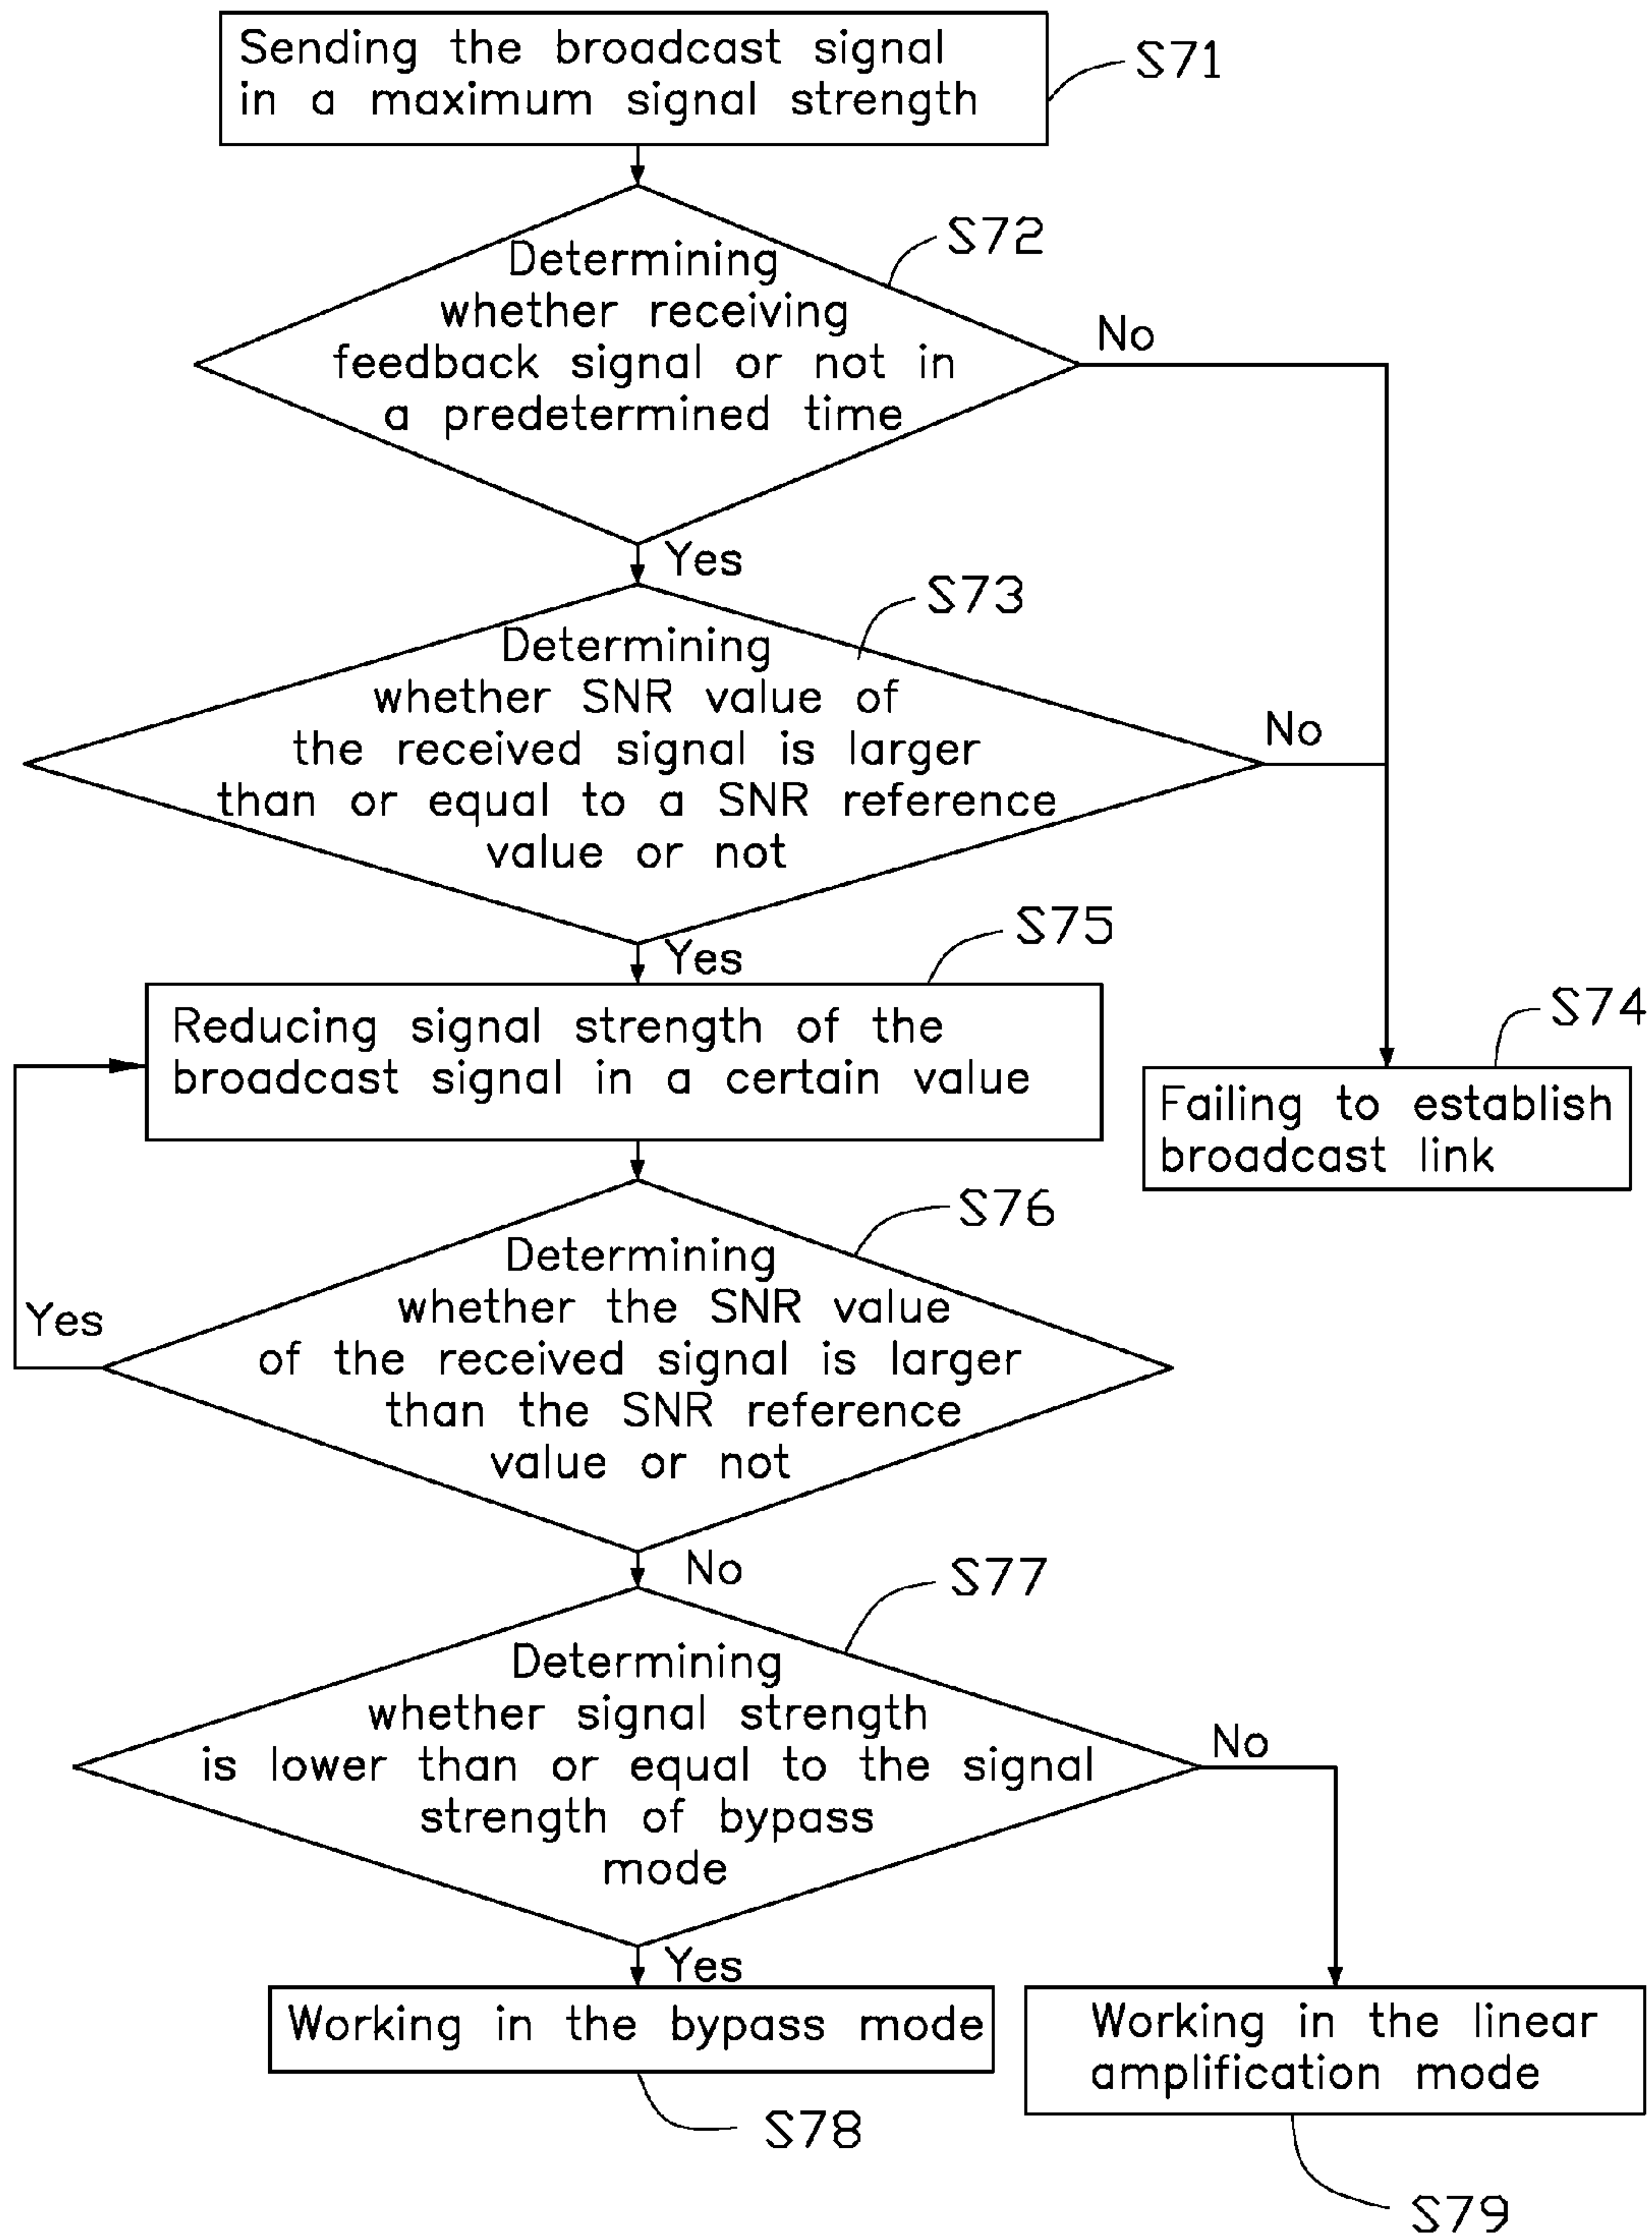 Sending the broadcast signal
in a maximum signal strength
S71
Determining
whether receiving
feedback signal or not in
a predetermined time
S72
No
Yes
S73
Determining
whether SNR value of
the received signal is larger
than or equal to a SNR reference
value or not
No
Yes
S75
Reducing signal strength of the
broadcast signal in a certain value
S74
Failing to establish
broadcast link
S76
Determining
whether the SNR value
of the received signal is larger
than the SNR reference
value or not
Yes
No
S77
Determining
whether signal strength
is lower than or equal to the signal
strength of bypass
mode
No
Yes
Working in the bypass mode
S78
Working in the linear
amplification mode
S79